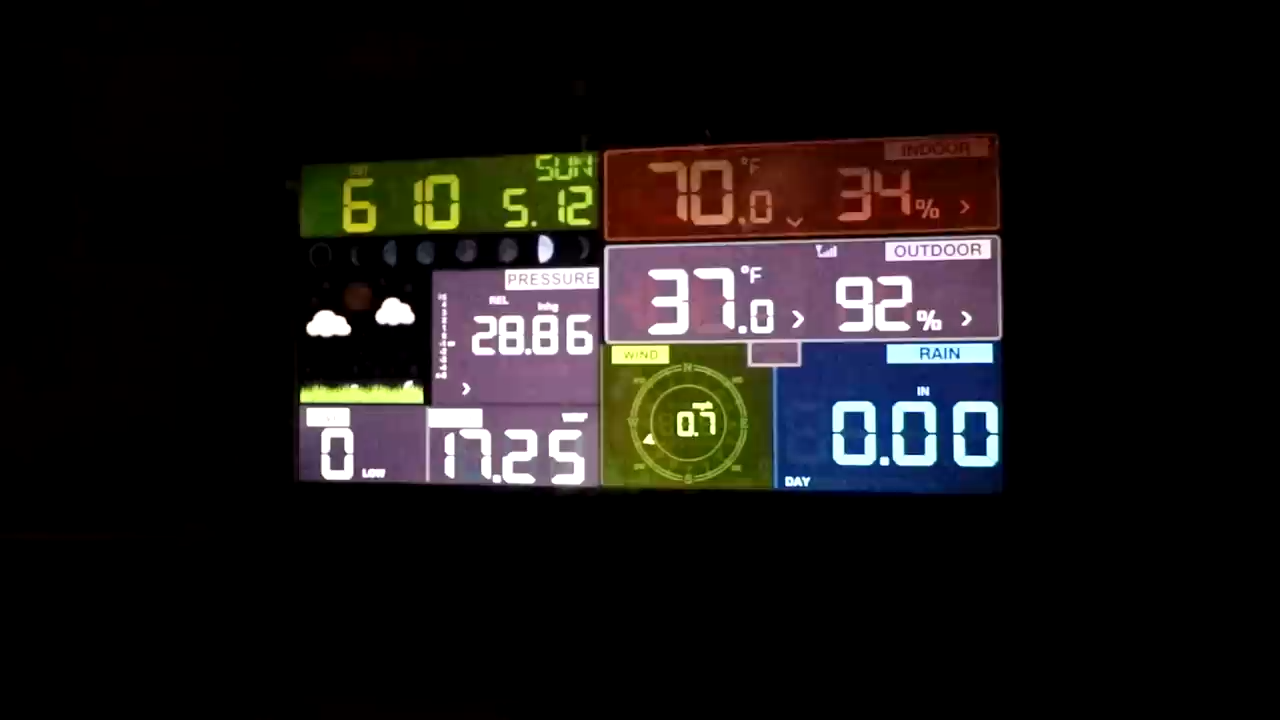 SUN
6 10 5.12
INDOOR
70.0 °F 34%
OUTDOOR
37.0 °F 92%
PRESSURE
REL inhg
28.86
WIND
0.7
RAIN
IN
0.00
DAY
0 LOW
17.25